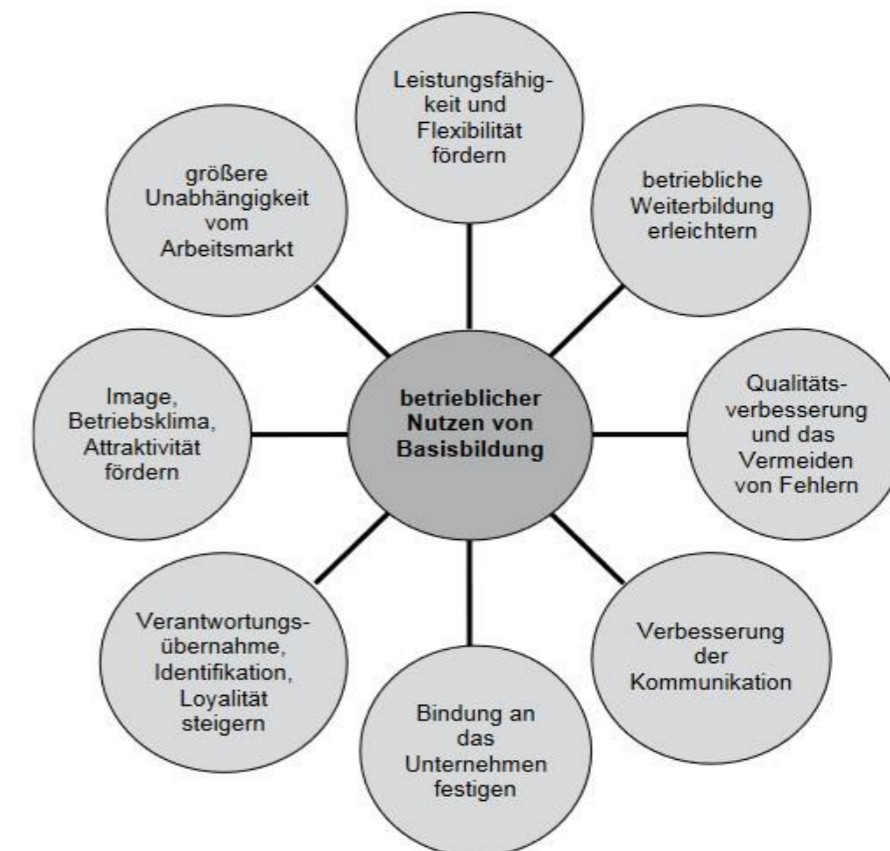 Leistungsfähig-
keit und
Flexibilität
fördern
betriebliche
Weiterbildung
erleichtern
Qualitäts-
verbesserung
und das
Vermeiden
von Fehlern
Verbesserung
der
Kommunikation
Bindung an
das
Unternehmen
festigen
Verantwortungs-
übernahme,
Identifikation,
Loyalität
steigern
Image,
Betriebsklima,
Attraktivität
fördern
größere
Unabhängigkeit
vom
Arbeitsmarkt
betrieblicher
Nutzen von
Basisbildung